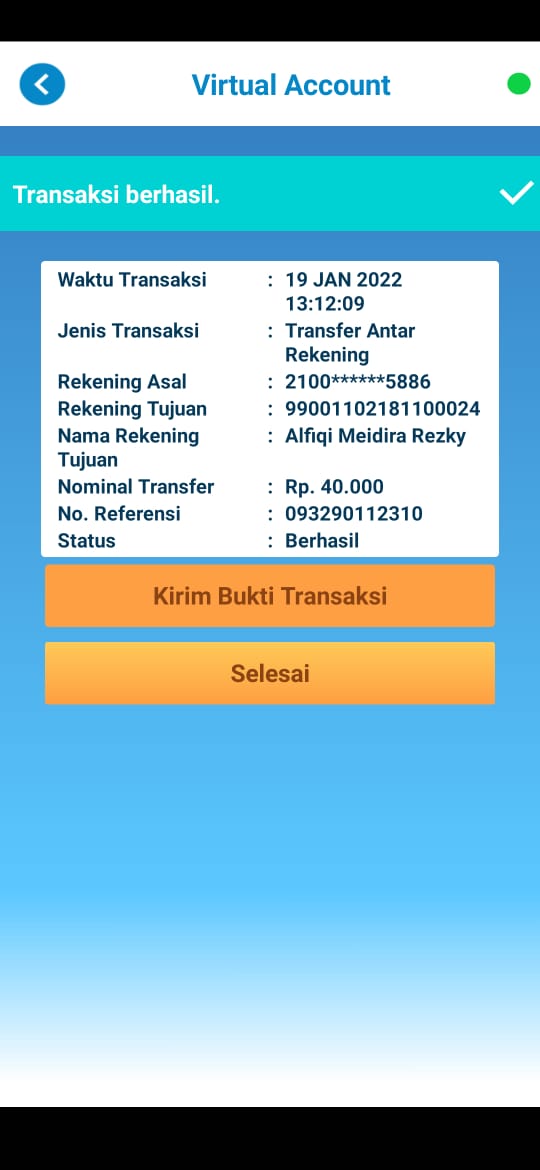 Virtual Account
Transaksi berhasil.
Waktu Transaksi : 19 JAN 2022
13:12:09
Jenis Transaksi : Transfer Antar
Rekening
Rekening Asal : 2100******5886
Rekening Tujuan : 99001102181100024
Nama Rekening : Alfiqi Meidira Rezky
Tujuan
Nominal Transfer : Rp. 40.000
No. Referensi : 093290112310
Status : Berhasil
Kirim Bukti Transaksi
Selesai